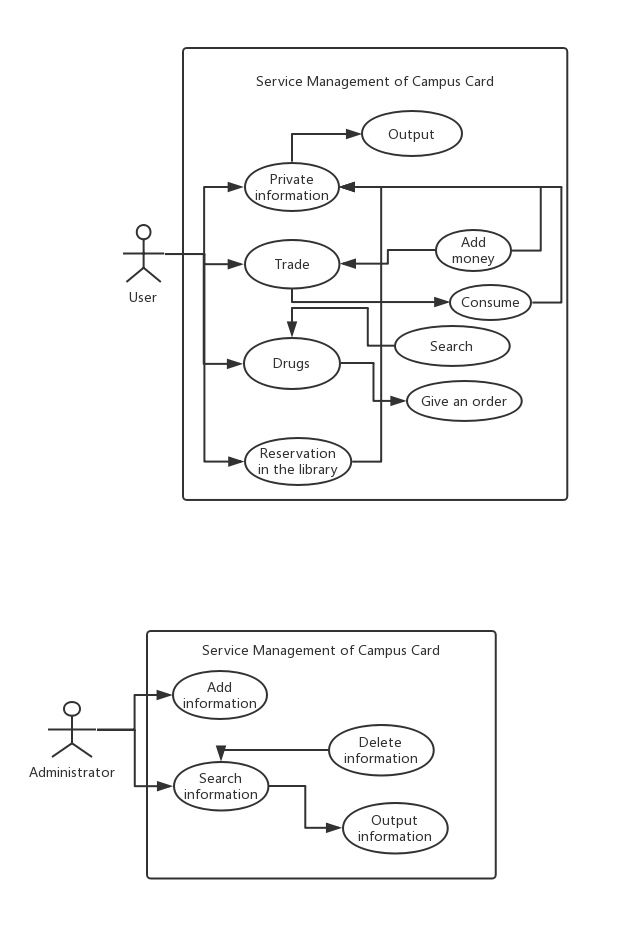 Service Management of Campus Card
Output
Private
information
Add
money
Trade
User
Consume
Search
Drugs
Give an order
Reservation
in the library
Service Management of Campus Card
Add
information
Delete
information
Administrator
Search
information
Output
information